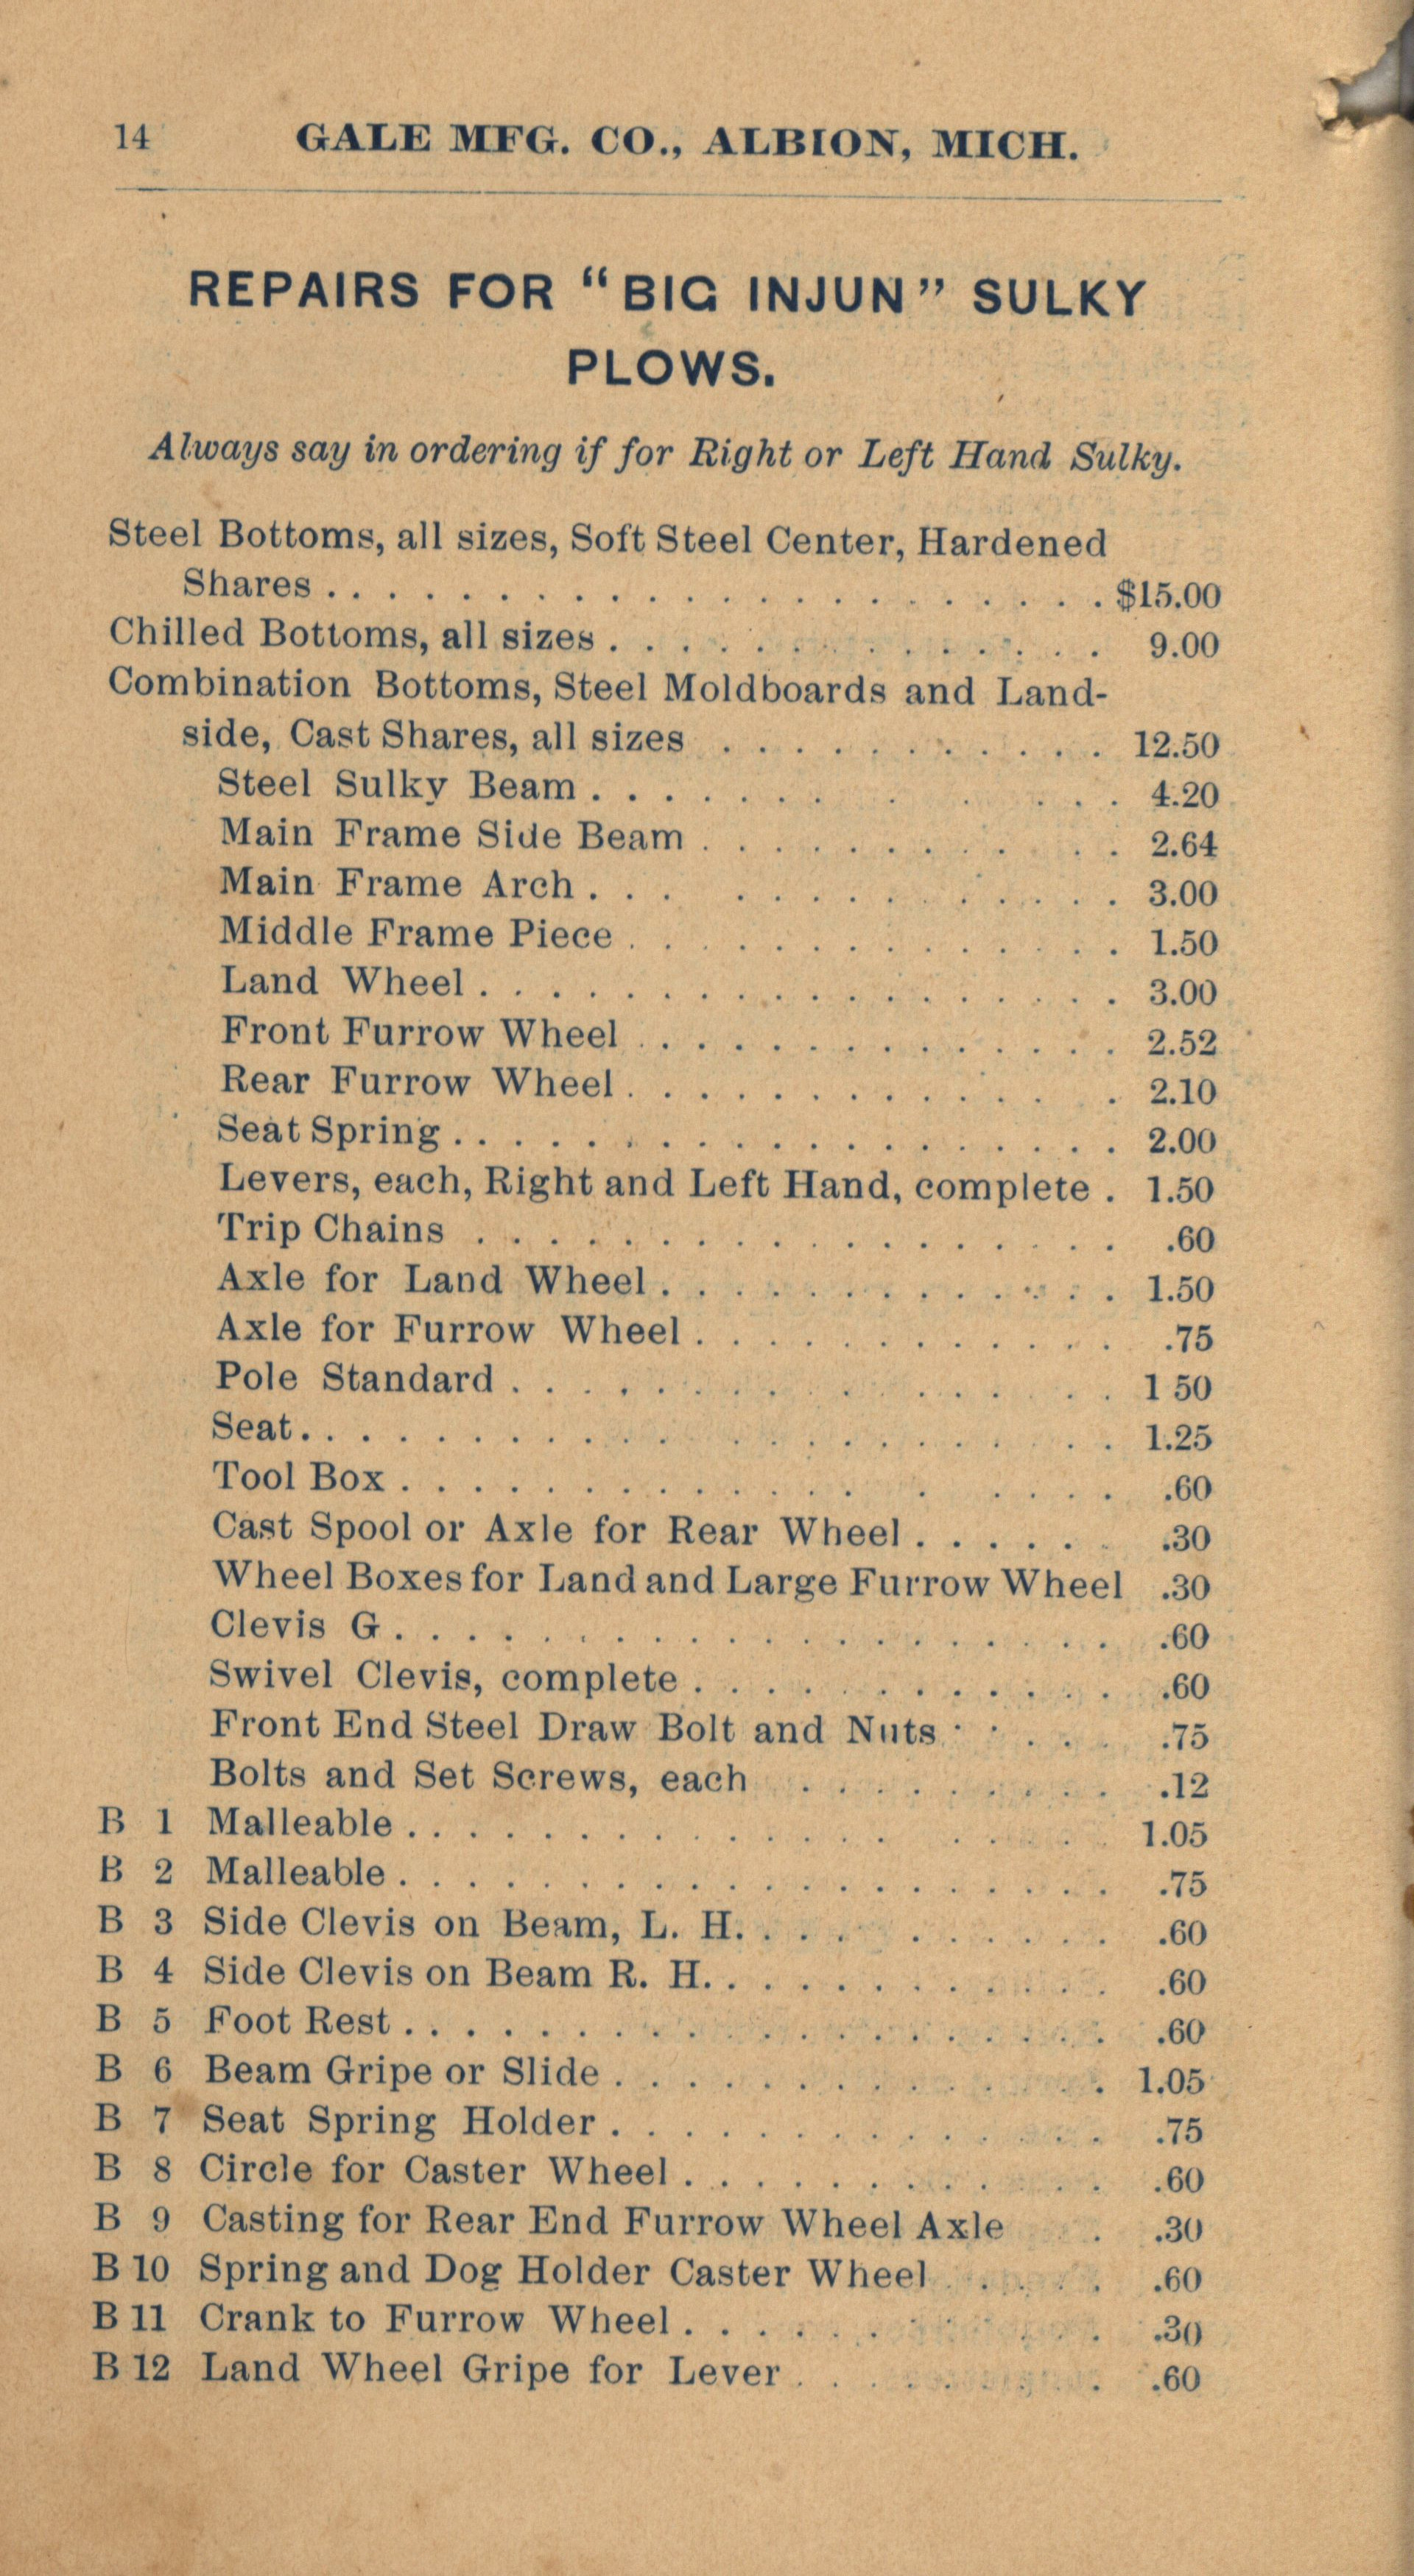 14 GALE MFG. CO., ALBION, MICH.
REPAIRS FOR "BIG INJUN" SULKY
PLOWS.
Always say in ordering if for Right or Left Hand Sulky.
Steel Bottoms, all sizes, Soft Steel Center, Hardened
Shares . . . . . . . . . . . . . . . . . . . . . . $15.00
Chilled Bottoms, all sizes . . . . . . . . . . . . . . 9.00
Combination Bottoms, Steel Moldboards and Land-
side, Cast Shares, all sizes . . . . . . . . . . . 12.50
Steel Sulky Beam . . . . . . . . . . . . 4.20
Main Frame Side Beam . . . . . . . . . . . 2.64
Main Frame Arch . . . . . . . . . . . . . . 3.00
Middle Frame Piece . . . . . . . . . . . . . . 1.50
Land Wheel . . . . . . . . . . . . . . . . . . 3.00
Front Furrow Wheel . . . . . . . . . . . . . . 2.52
Rear Furrow Wheel . . . . . . . . . . . . . 2.10
Seat Spring . . . . . . . . . . . . . . . . . . . 2.00
Levers, each, Right and Left Hand, complete . 1.50
Trip Chains . . . . . . . . . . . . . . . . . . .60
Axle for Land Wheel . . . . . . . . . . . . . 1.50
Axle for Furrow Wheel . . . . . . . . . . . . .75
Pole Standard . . . . . . . . . . . . . . . . 1 50
Seat . . . . . . . . . . . . . . . . . . . . . . 1.25
Tool Box . . . . . . . . . . . . . . . . . . .60
Cast Spool or Axle for Rear Wheel . . . . . . .30
Wheel Boxes for Land and Large Furrow Wheel .30
Clevis G . . . . . . . . . . . . . . . . . . . . .60
Swivel Clevis, complete . . . . . . . . . . . . .60
Front End Steel Draw Bolt and Nuts . . . . . .75
Bolts and Set Screws, each . . . . . . . . . .12
B 1 Malleable . . . . . . . . . . . . . . . . . . 1.05
B 2 Malleable . . . . . . . . . . . . . . . . . . . .75
B 3 Side Clevis on Beam, L. H. . . . . . . . . . .60
B 4 Side Clevis on Beam R. H. . . . . . . . . . . . .60
B 5 Foot Rest . . . . . . . . . . . . . . . . . . . .60
B 6 Beam Gripe or Slide . . . . . . . . . . . . . . 1.05
B 7 Seat Spring Holder . . . . . . . . . . . . . . .75
B 8 Circle for Caster Wheel . . . . . . . . . . . . .60
B 9 Casting for Rear End Furrow Wheel Axle . .30
B 10 Spring and Dog Holder Caster Wheel . . . . . .60
B 11 Crank to Furrow Wheel . . . . . . . . . .30
B 12 Land Wheel Gripe for Lever . . . . . . . . .60